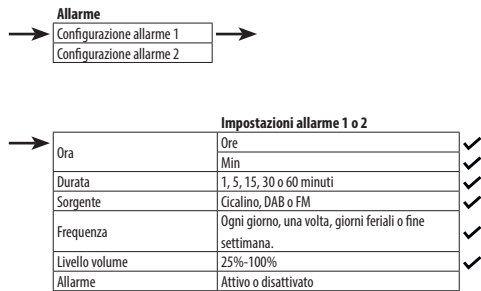 Allarme
Configurazione allarme 1
Configurazione allarme 2
Impostazioni allarme 1 o 2
Ora
Ore
Min
Durata
1, 5, 15, 30 o 60 minuti
Sorgente
Cicalino, DAB o FM
Frequenza
Ogni giorno, una volta, giorni feriali o fine
settimana.
Livello volume
25%-100%
Allarme
Attivo o disattivato